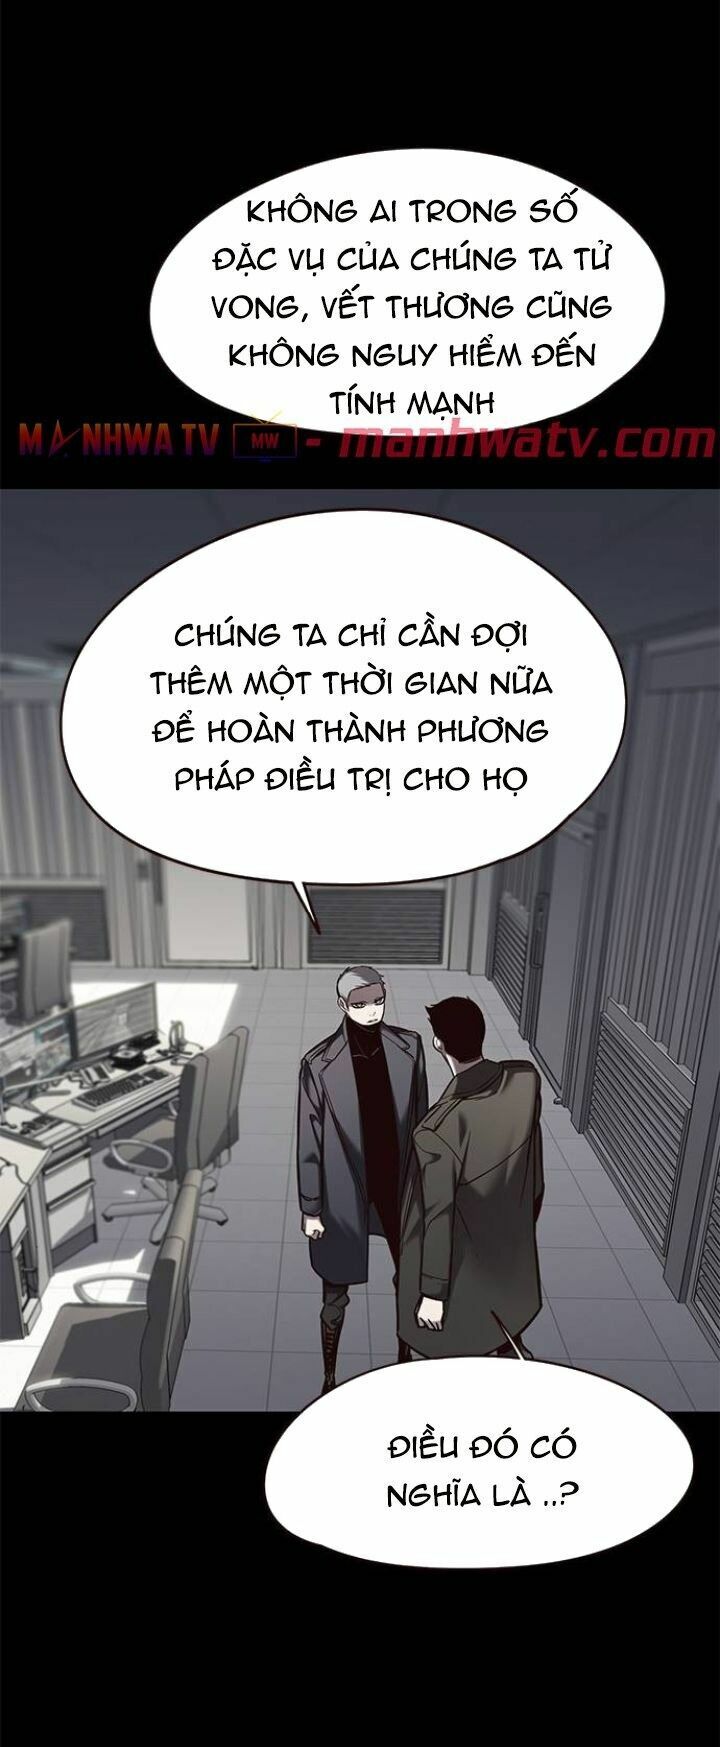 KHÔNG AI TRONG SỐ
ĐẶC VỤ CỦA CHÚNG TA TỬ
VONG, VẾT THƯƠNG CŨNG
KHÔNG NGUY HIỂM ĐẾN
TÍNH MẠNH
MANHWA TV MW - manhwatv.com
CHÚNG TA CHỈ CẦN ĐỢI
THÊM MỘT THỜI GIAN NỮA
ĐỂ HOÀN THÀNH PHƯƠNG
PHÁP ĐIỀU TRỊ CHO HỌ
ĐIỀU ĐÓ CÓ
NGHĨA LÀ ..?